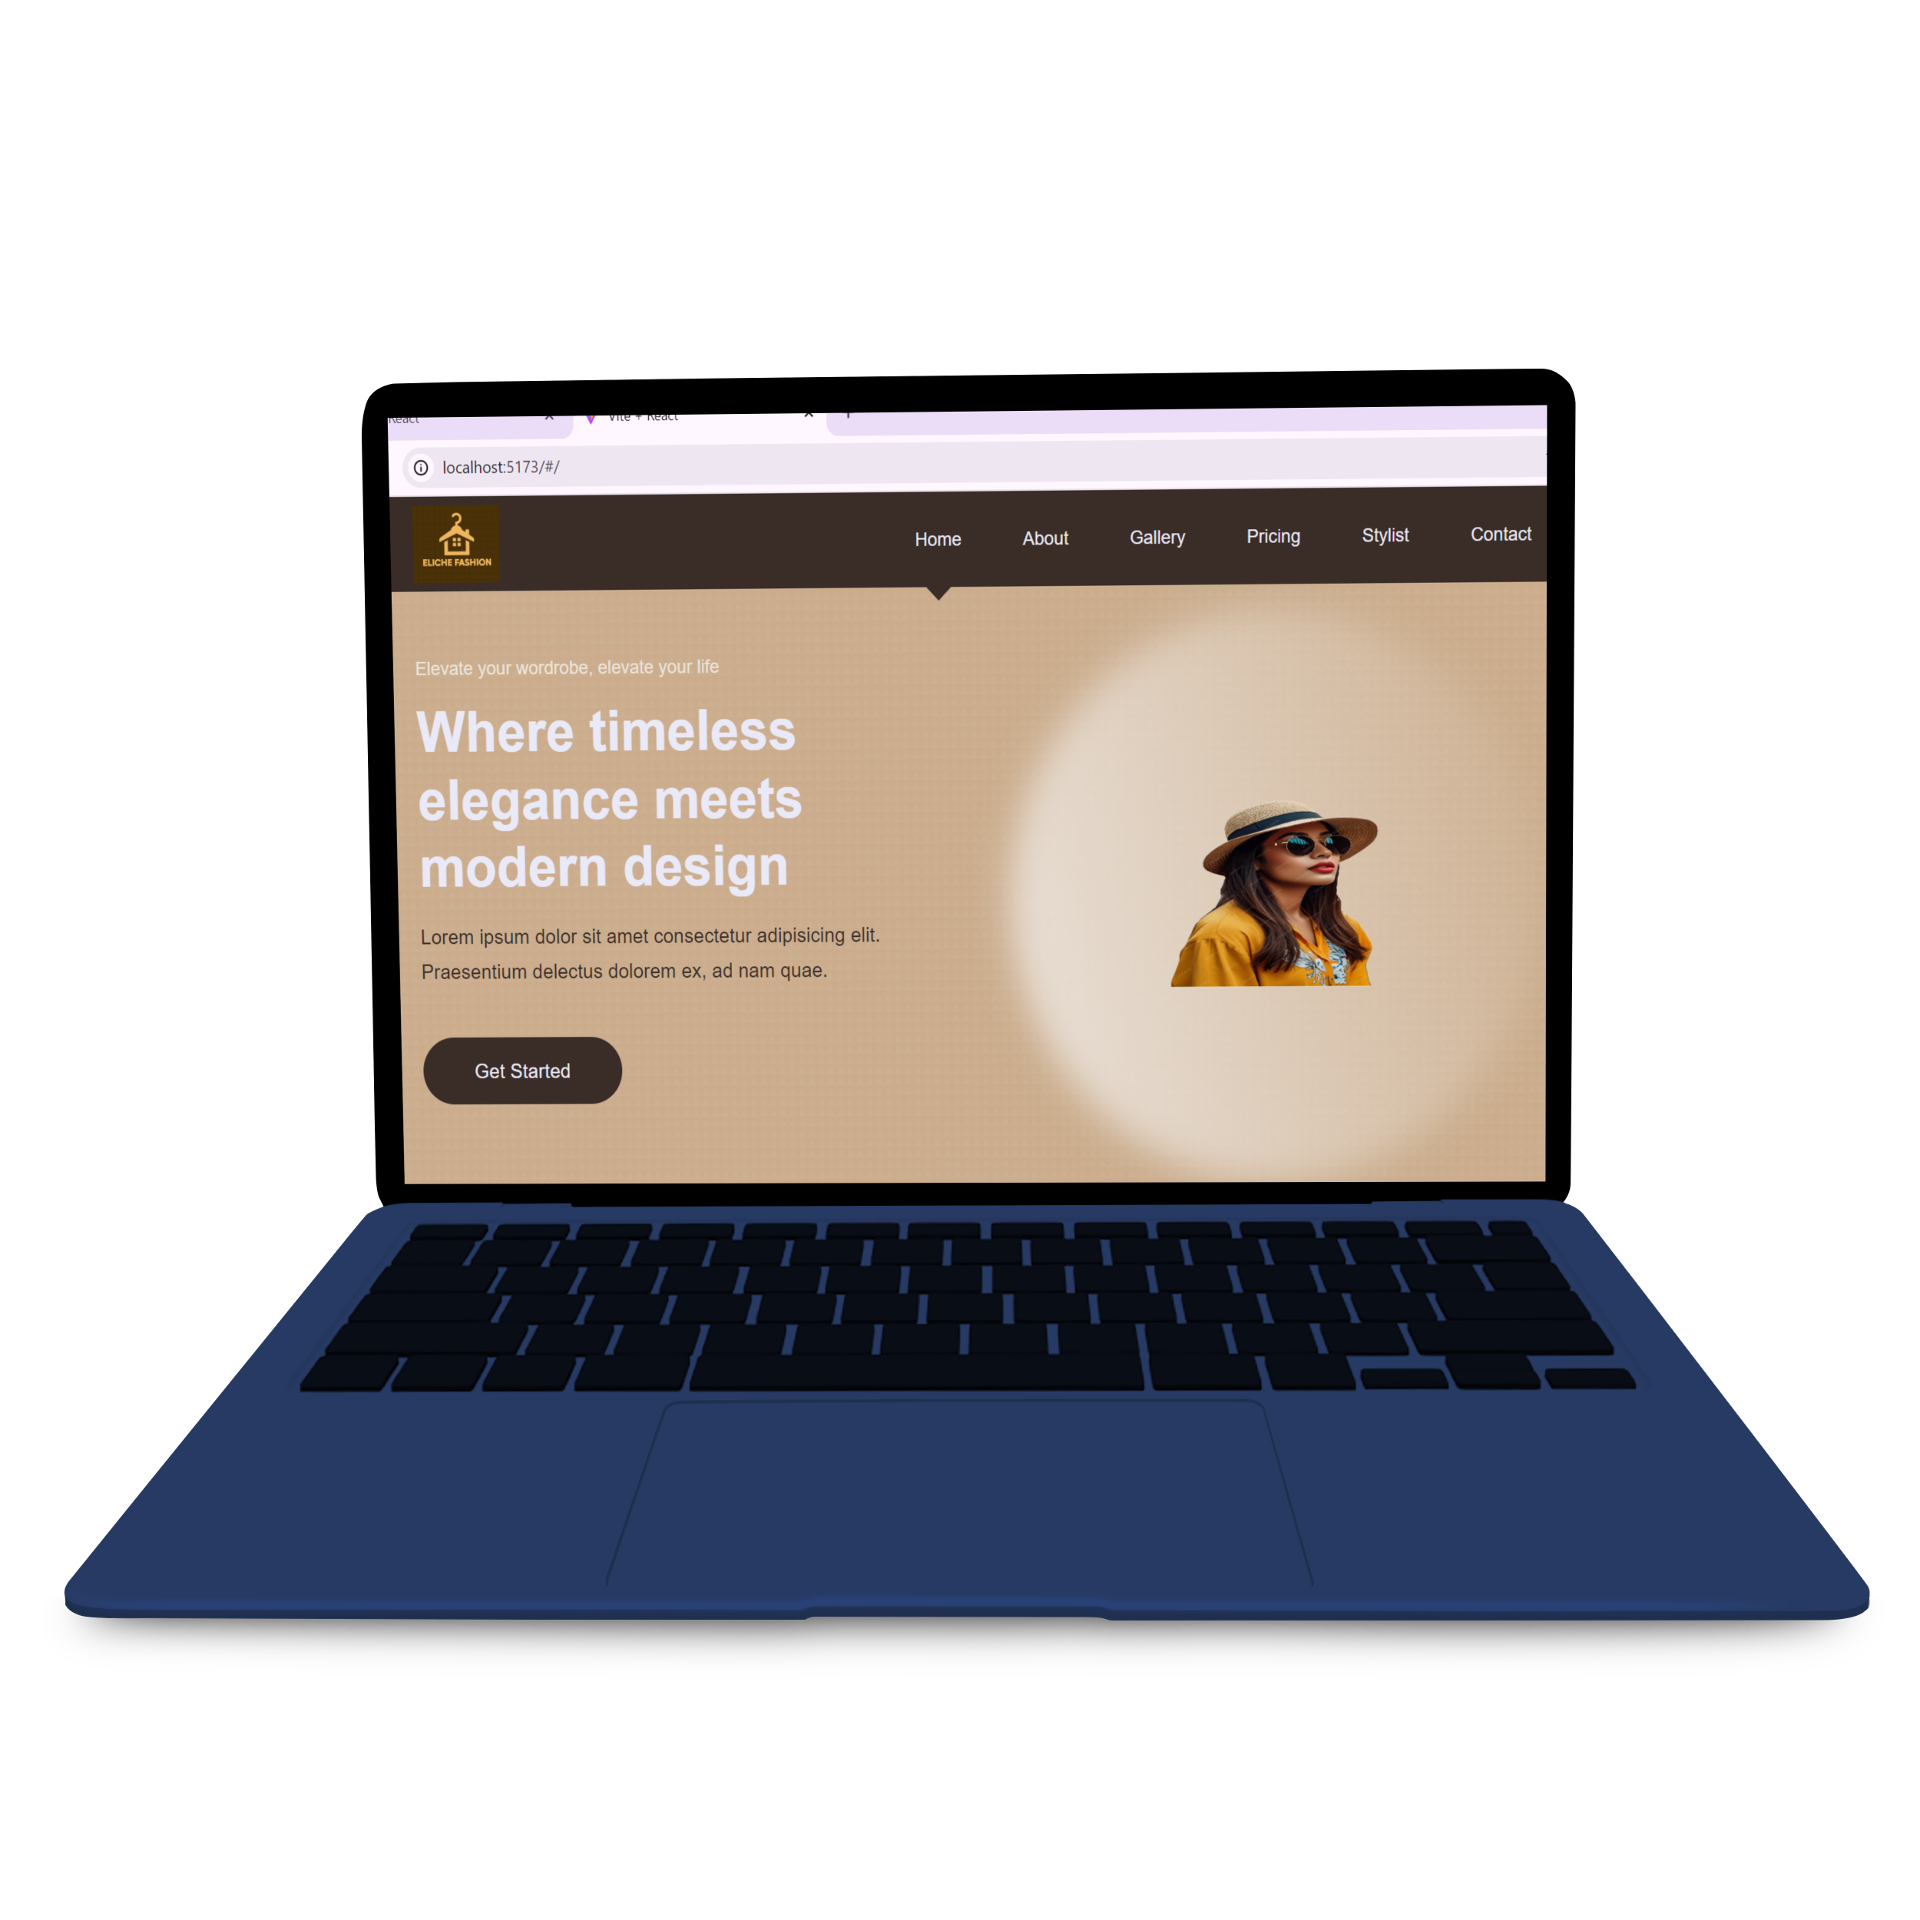 React
Vite + React
localhost:5173/#/
ELICHE FASHION
Home About Gallery Pricing Stylist Contact
Elevate your wordrobe, elevate your life
Where timeless
elegance meets
modern design
Lorem ipsum dolor sit amet consectetur adipisicing elit.
Praesentium delectus dolorem ex, ad nam quae.
Get Started